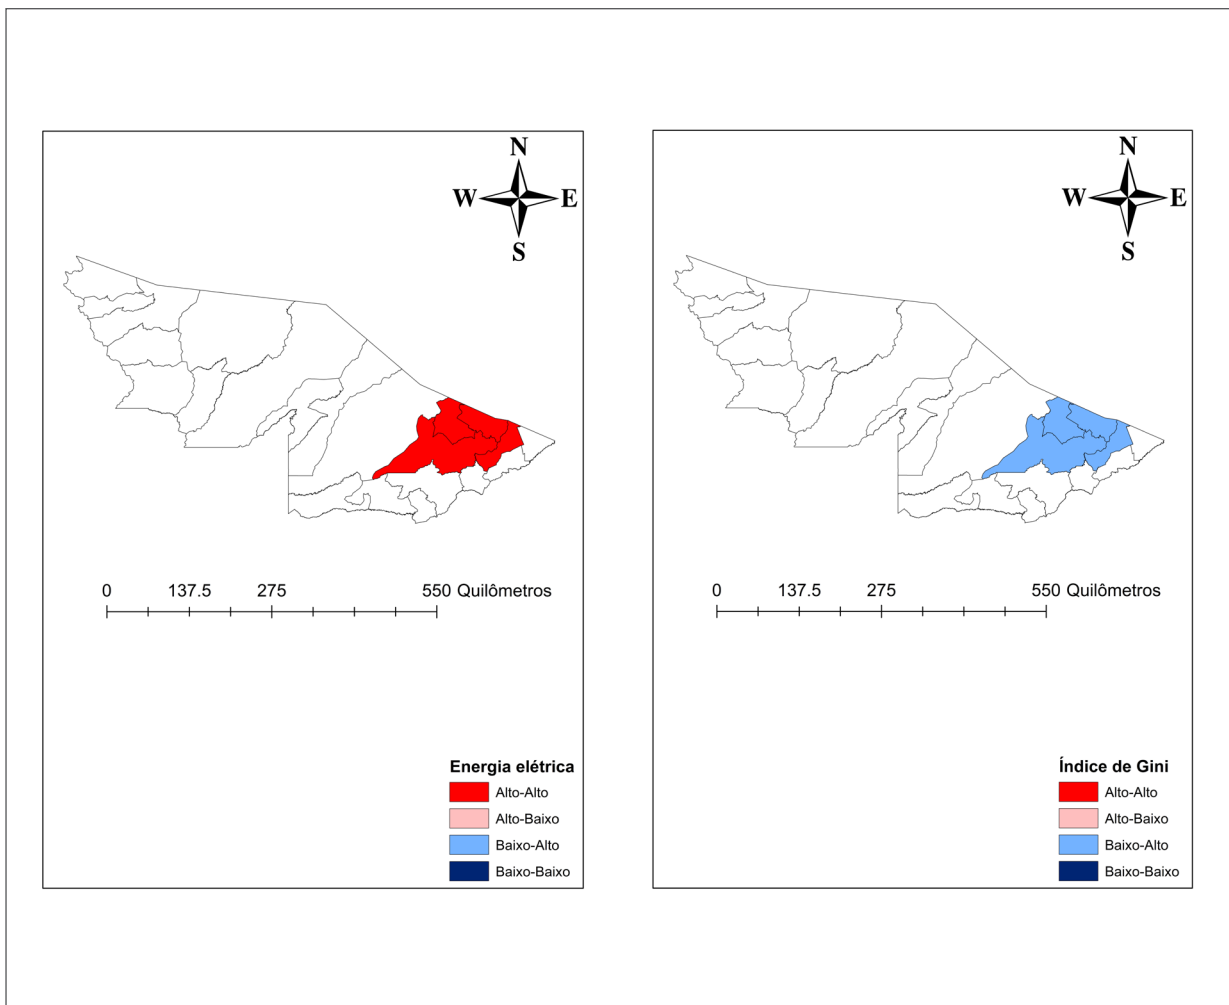 N
W E
S
0 137.5 275 550 Quilômetros
Energia elétrica
Alto-Alto
Alto-Baixo
Baixo-Alto
Baixo-Baixo
N
W E
S
0 137.5 275 550 Quilômetros
Índice de Gini
Alto-Alto
Alto-Baixo
Baixo-Alto
Baixo-Baixo